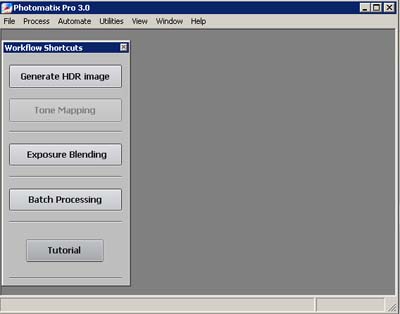 Photomatix Pro 3.0
File Process Automate Utilities View Window Help
Workflow Shortcuts
Generate HDR image
Tone Mapping
Exposure Blending
Batch Processing
Tutorial